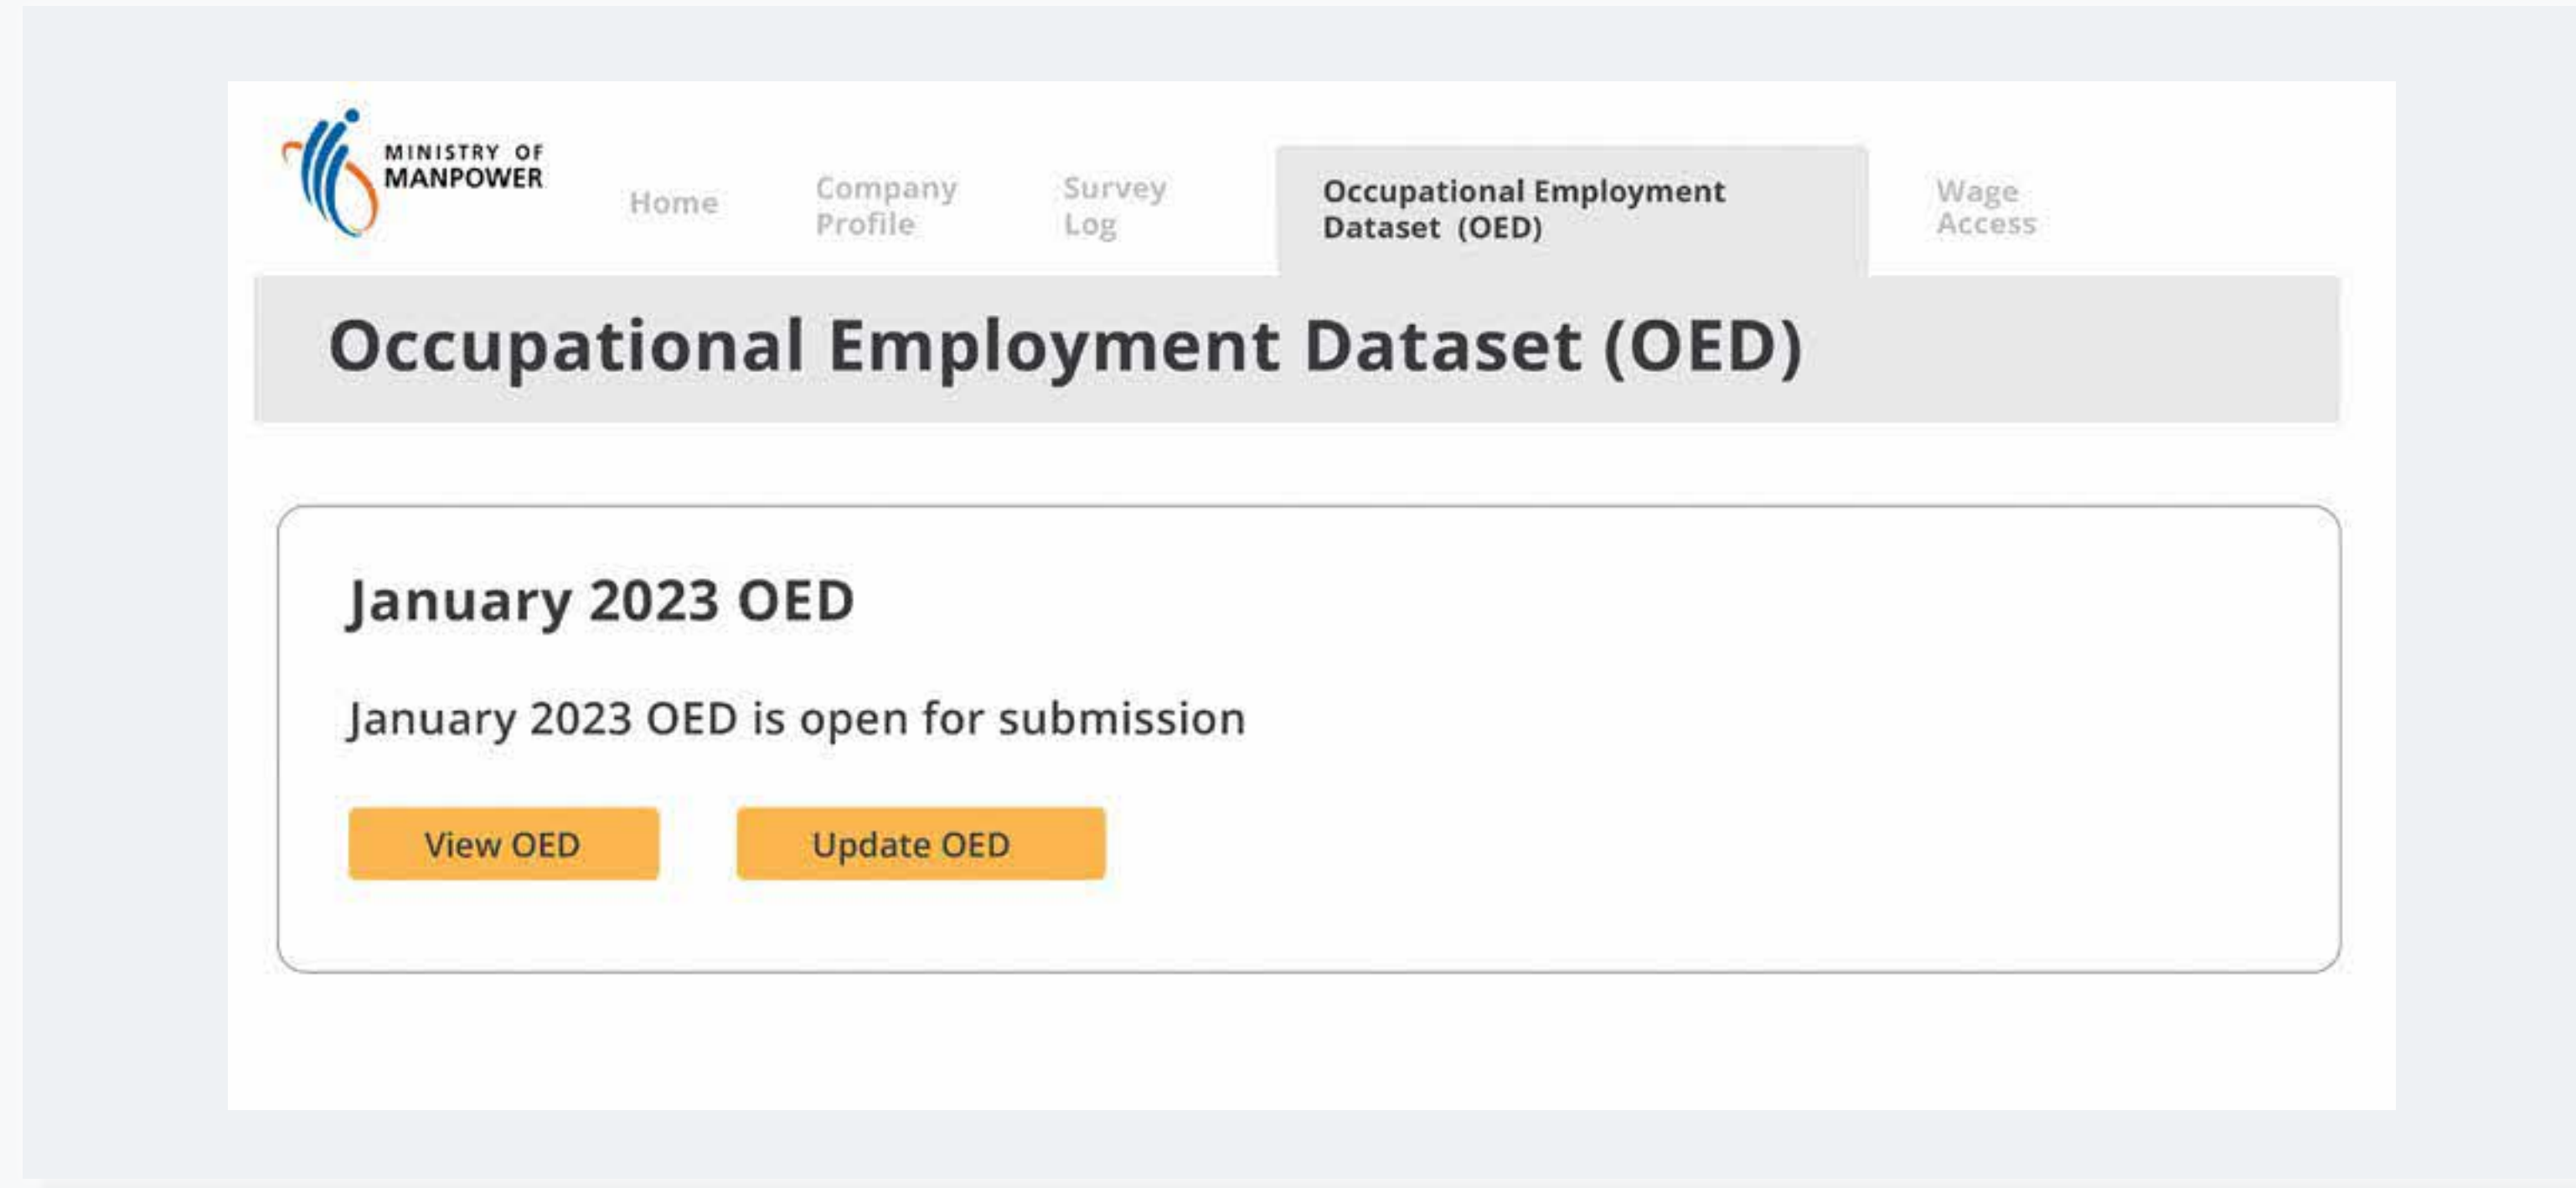 MINISTRY OF
MANPOWER
Home
Company
Profile
Survey
Log
Occupational Employment
Dataset (OED)
Wage
Access
Occupational Employment Dataset (OED)
January 2023 OED
January 2023 OED is open for submission
View OED
Update OED